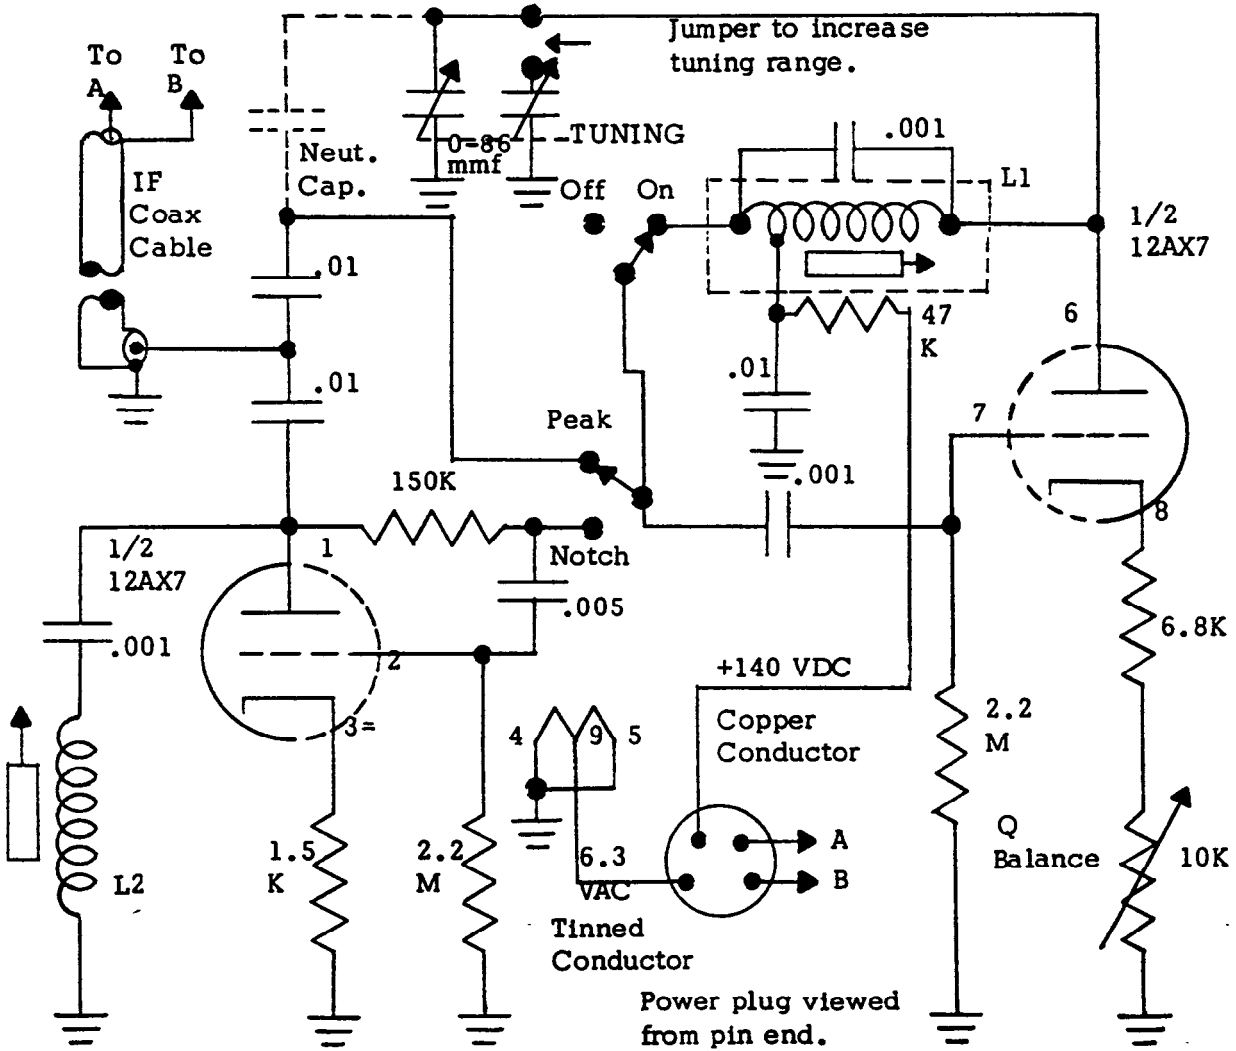 Jumper to increase
tuning range.
To
A
To
B
0-86
mmf
TUNING
Neut.
Cap.
IF
Coax
Cable
Off
On
.001
L1
1/2
12AX7
.01
47
K
6
.01
.01
7
Peak
.001
150K
8
1/2
12AX7
1
Notch
.005
6.8K
.001
2
+140 VDC
3=
4
9
5
Copper
Conductor
2.2
M
1.5
K
2.2
M
6.3
VAC
A
B
Q
Balance
10K
L2
Tinned
Conductor
Power plug viewed
from pin end.